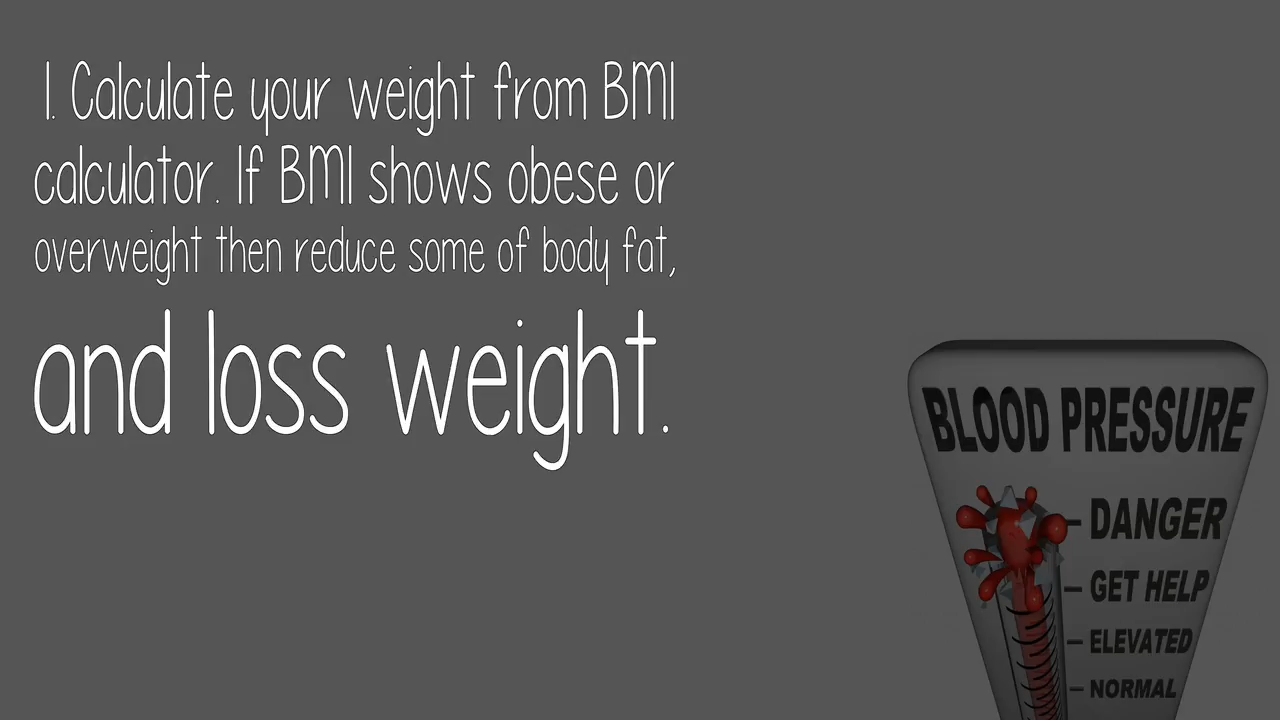 1. Calculate your weight from BMI
calculator. If BMI shows obese or
overweight then reduce some of body fat,
and loss weight.
BLOOD PRESSURE
DANGER
GET HELP
ELEVATED
NORMAL